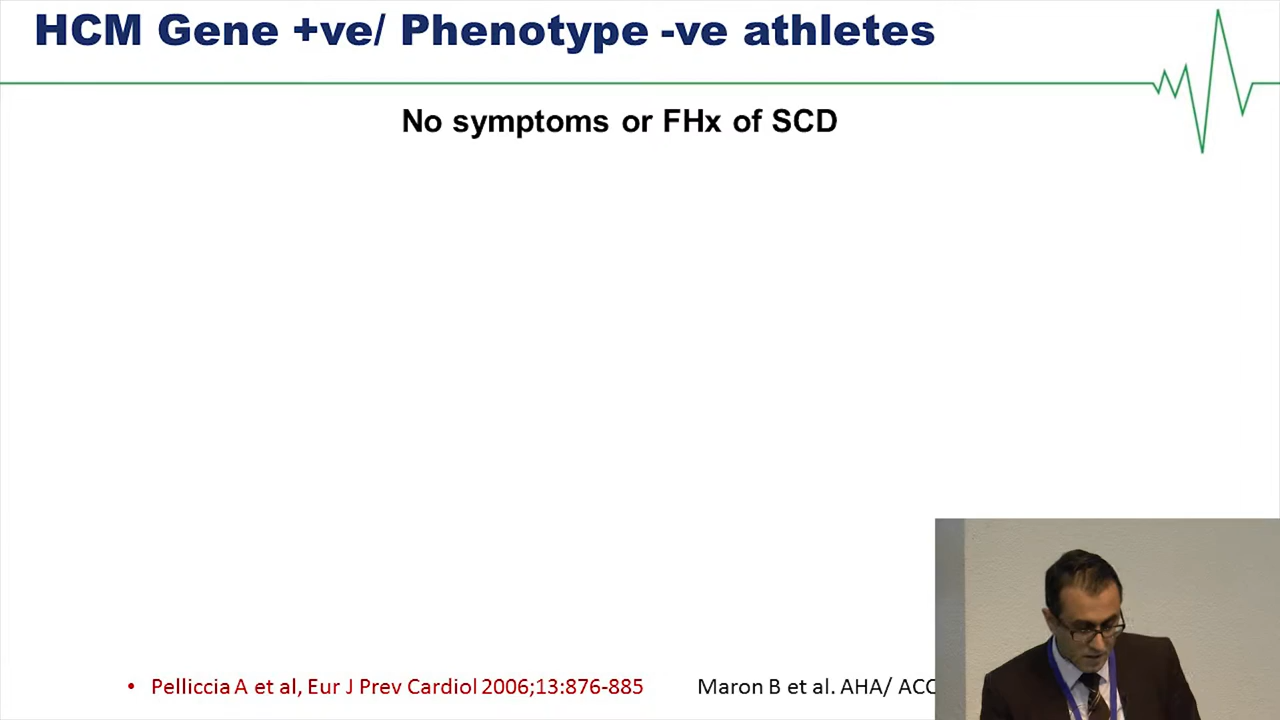 HCM Gene +ve/ Phenotype -ve athletes
No symptoms or FHx of SCD
• Pelliccia A et al, Eur J Prev Cardiol 2006;13:876-885
Maron B et al. AHA/ ACC